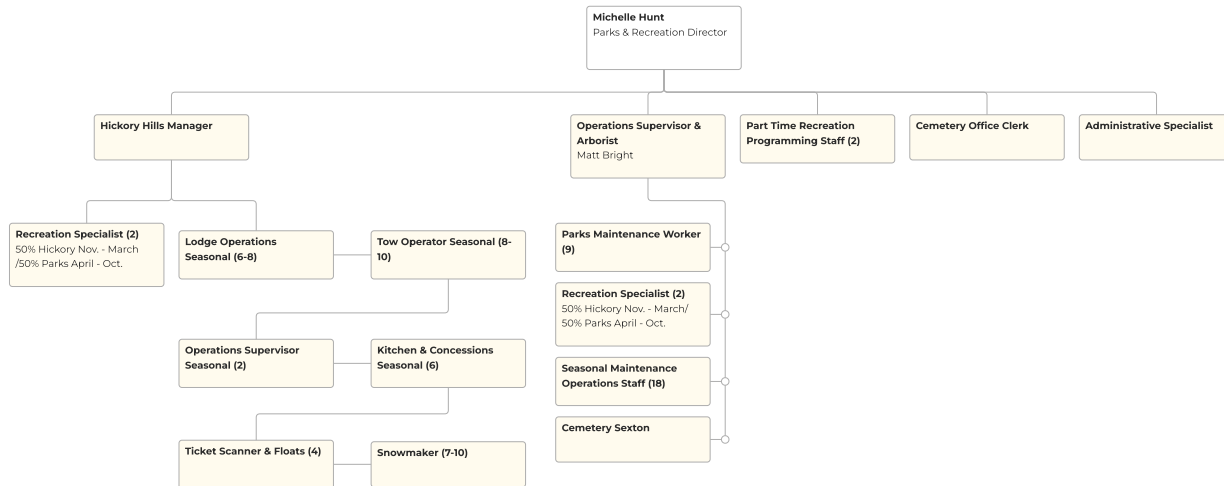 Michelle Hunt
Parks & Recreation Director
Hickory Hills Manager
Operations Supervisor &
Arborist
Matt Bright
Part Time Recreation
Programming Staff (2)
Cemetery Office Clerk
Administrative Specialist
Recreation Specialist (2)
50% Hickory Nov. - March
/50% Parks April - Oct.
Lodge Operations
Seasonal (6-8)
Tow Operator Seasonal (8-
10)
Operations Supervisor
Seasonal (2)
Kitchen & Concessions
Seasonal (6)
Ticket Scanner & Floats (4)
Snowmaker (7-10)
Parks Maintenance Worker
(9)
Recreation Specialist (2)
50% Hickory Nov. - March/
50% Parks April - Oct.
Seasonal Maintenance
Operations Staff (18)
Cemetery Sexton